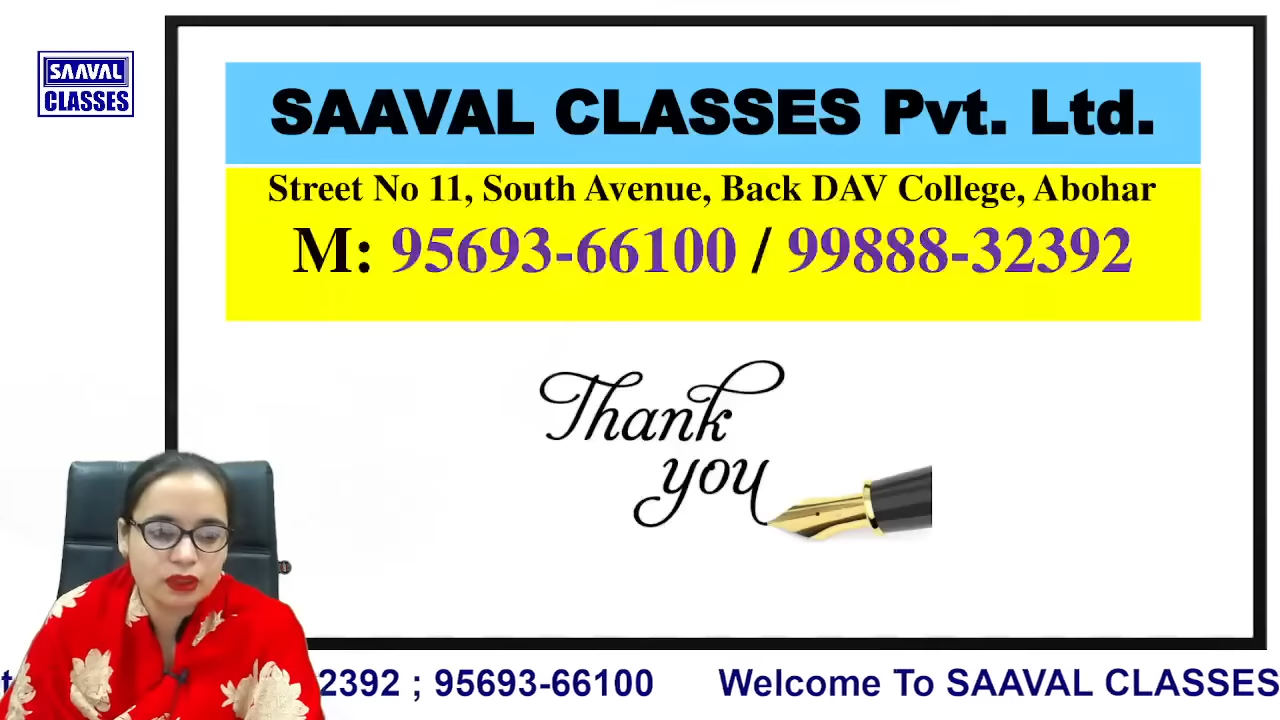 SAAVAL
CLASSES
SAAVAL CLASSES Pvt. Ltd.
Street No 11, South Avenue, Back DAV College, Abohar
M: 95693-66100 / 99888-32392
Thank
you
2392 ; 95693-66100 Welcome To SAAVAL CLASSES